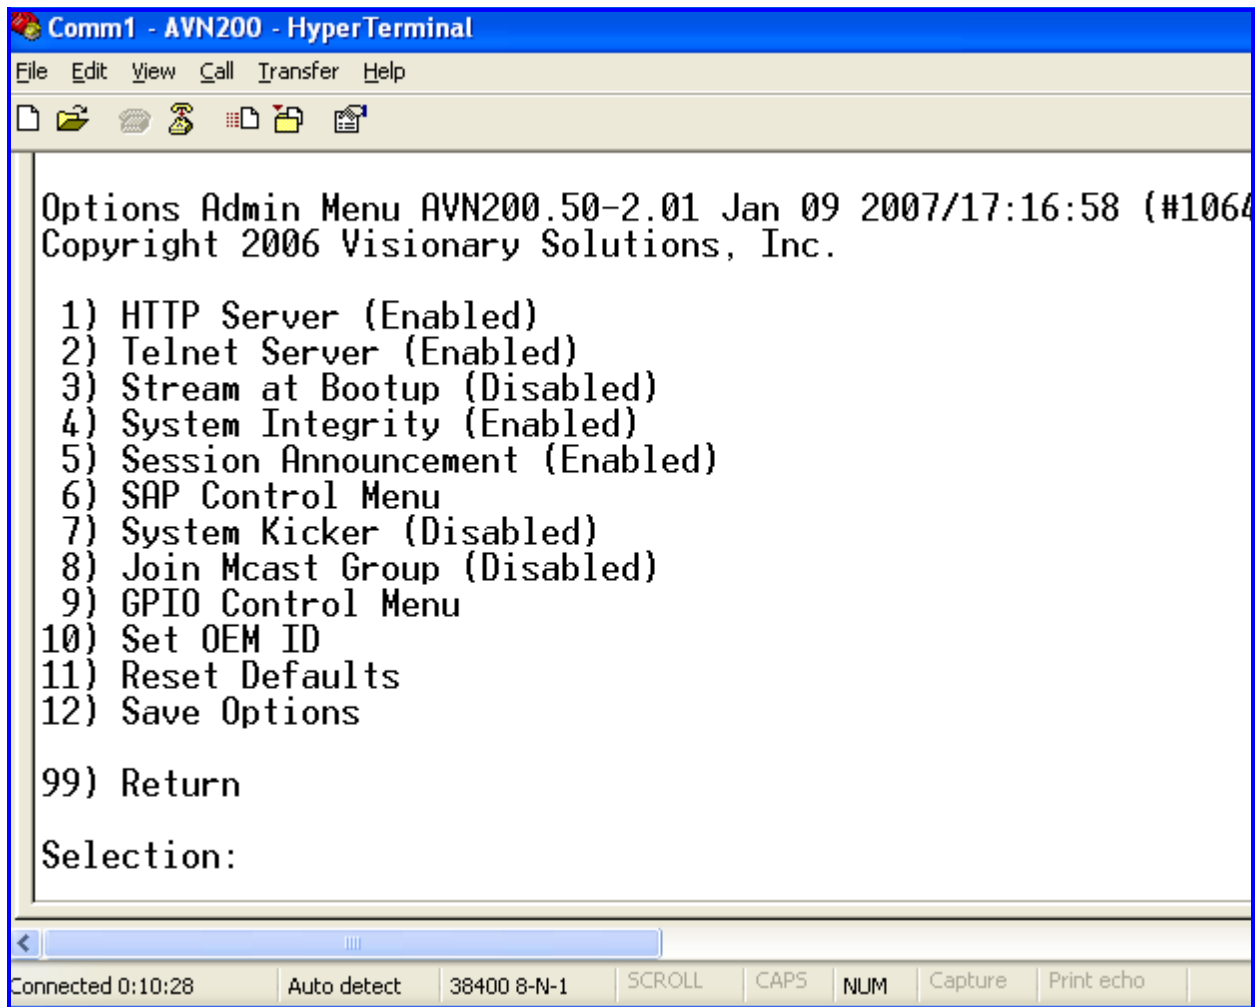 Comm1 - AVN200 - HyperTerminal
File Edit View Call Transfer Help
Options Admin Menu AVN200.50-2.01 Jan 09 2007/17:16:58 (#1064
Copyright 2006 Visionary Solutions, Inc.
1) HTTP Server (Enabled)
2) Telnet Server (Enabled)
3) Stream at Bootup (Disabled)
4) System Integrity (Enabled)
5) Session Announcement (Enabled)
6) SAP Control Menu
7) System Kicker (Disabled)
8) Join Mcast Group (Disabled)
9) GPIO Control Menu
10) Set OEM ID
11) Reset Defaults
12) Save Options
99) Return
Selection:
Connected 0:10:28 Auto detect 38400 8-N-1 SCROLL CAPS NUM Capture Print echo